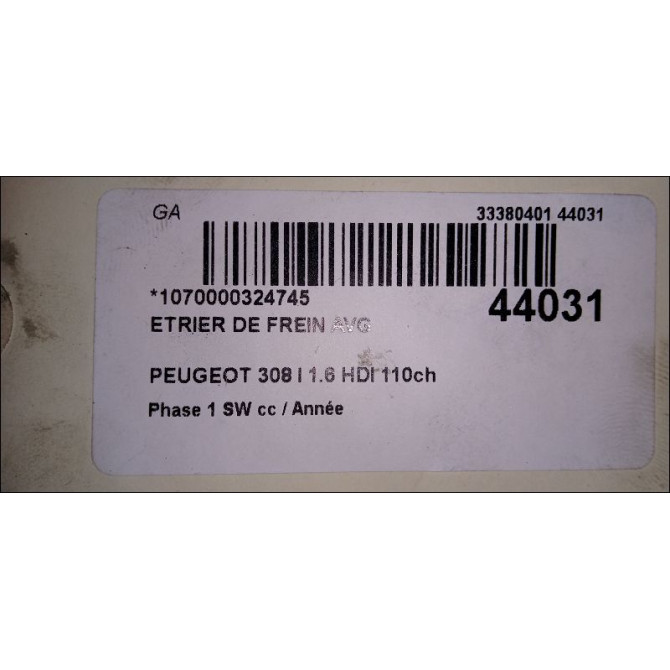 GA
33380401 44031
*1070000324745
44031
ETRIER DE FREIN AVG
PEUGEOT 308 I 1.6 HDI 110ch
Phase 1 SW cc / Année